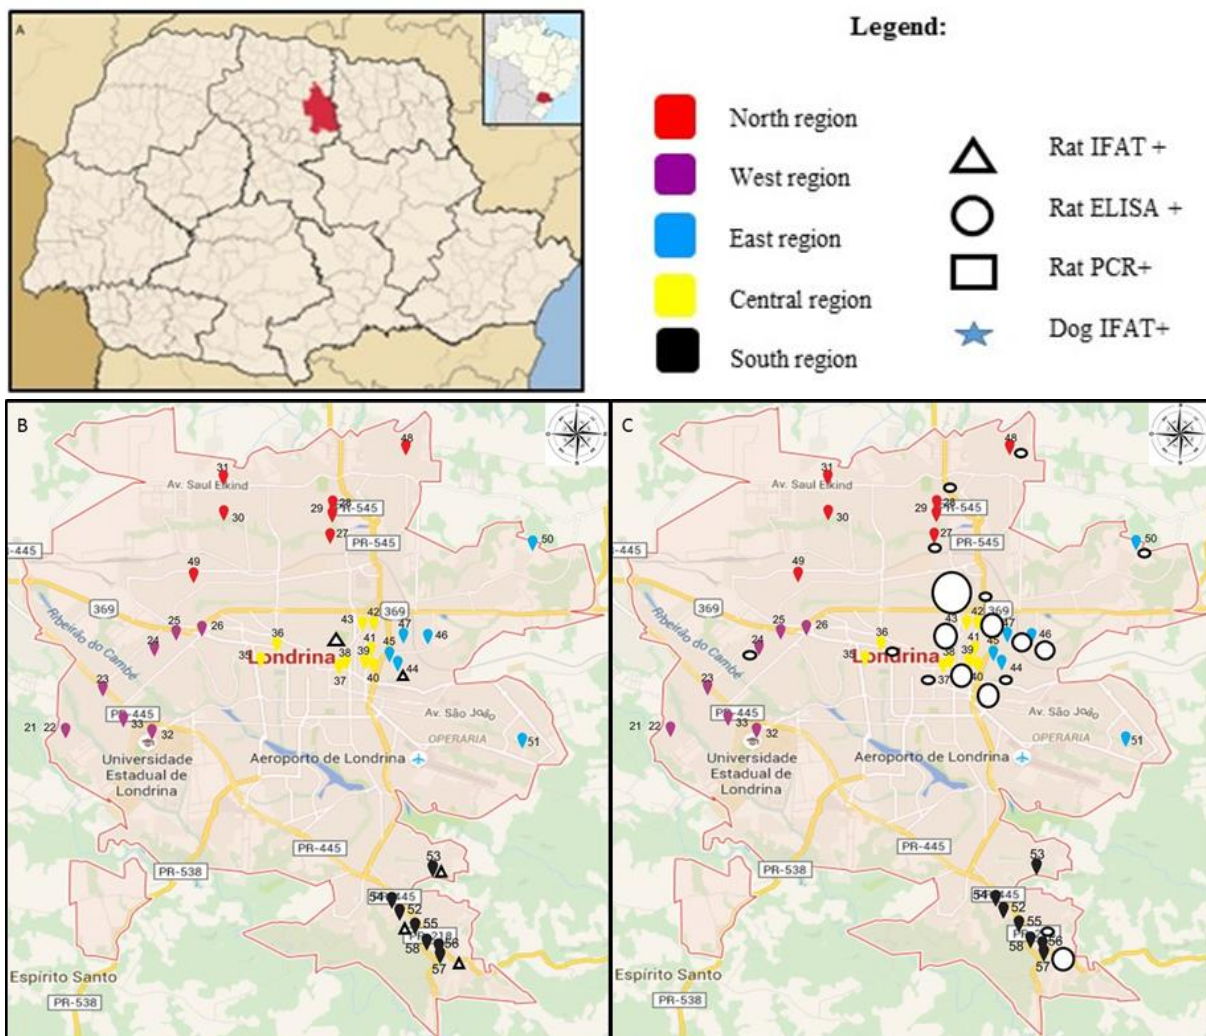 A
Legend:
North region
West region
East region
Central region
South region
Rat IFAT +
Rat ELISA +
Rat PCR+
Dog IFAT+
B
48
31
Av. Saul Elkind
28
29
PR-545
30
27
PR-545
50
R-445
49
369
369
Ribeirão do Cambé
25
26
43
42
47
46
24
36
41
45
35
Londrina
38
39
44
37
40
23
PR-445
21
22
33
32
Av. São João
OPERARIA
51
Universidade
Estadual de
Londrina
Aeroporto de Londrina
PR-445
PR-538
53
54
445
52
55
PR-218
58
56
57
Espírito Santo
PR-538
C
48
31
Av. Saul Elkind
28
29
PR-545
30
27
PR-545
50
R-445
49
369
369
Ribeirão do Cambé
25
26
43
42
47
46
24
36
41
45
35
Londrina
38
39
44
37
40
23
PR-445
21
22
33
32
Av. São João
OPERARIA
51
Universidade
Estadual de
Londrina
Aeroporto de Londrina
PR-445
PR-538
53
54
R-445
52
55
58
56
57
Espírito Santo
PR-538